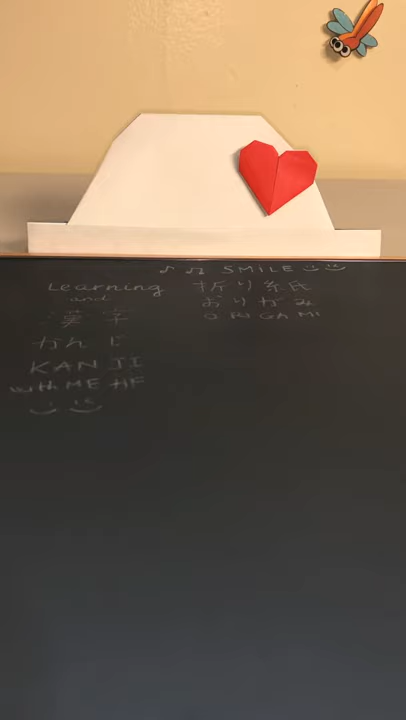 ♪ ♫ SMILE
Learning
and
漢字
かんじ
KANJI
with ME
折り紙
おりがみ
ORIGAMI